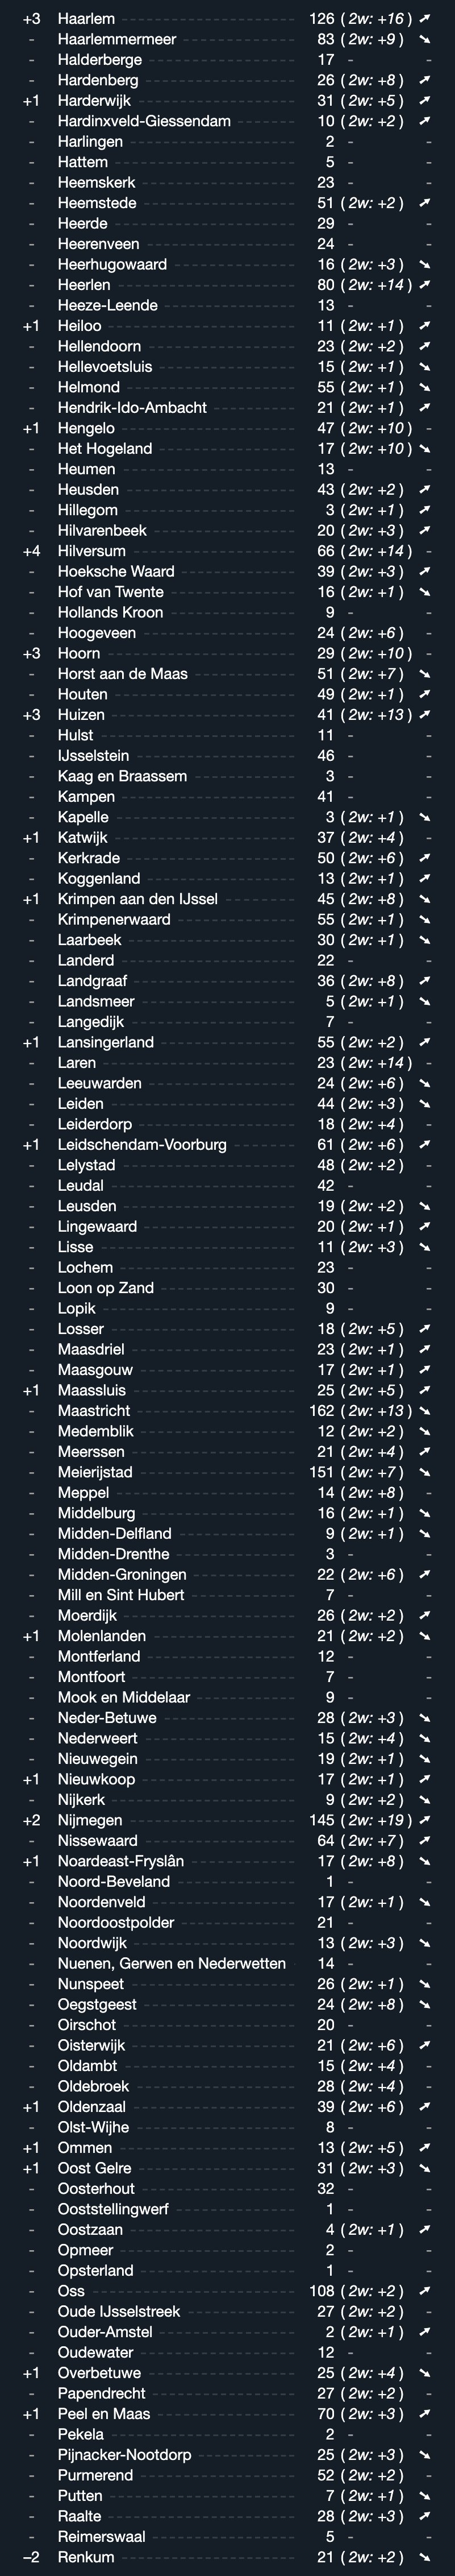 +3 Haarlem 126 (2w: +16) ➚
- Haarlemmermeer 83 (2w: +9) ➘
- Halderberge 17 - -
- Hardenberg 26 (2w: +8) ➚
+1 Harderwijk 31 (2w: +5) ➚
- Hardinxveld-Giessendam 10 (2w: +2) ➚
- Harlingen 2 - -
- Hattem 5 - -
- Heemskerk 23 - -
- Heemstede 51 (2w: +2) ➚
- Heerde 29 - -
- Heerenveen 24 - -
- Heerhugowaard 16 (2w: +3) ➘
- Heerlen 80 (2w: +14) ➚
- Heeze-Leende 13 - -
+1 Heiloo 11 (2w: +1) ➚
- Hellendoorn 23 (2w: +2) ➚
- Hellevoetsluis 15 (2w: +1) ➘
- Helmond 55 (2w: +1) ➘
- Hendrik-Ido-Ambacht 21 (2w: +1) ➚
+1 Hengelo 47 (2w: +10) -
- Het Hogeland 17 (2w: +10) ➘
- Heumen 13 - -
- Heusden 43 (2w: +2) ➚
- Hillegom 3 (2w: +1) ➚
- Hilvarenbeek 20 (2w: +3) ➚
+4 Hilversum 66 (2w: +14) -
- Hoeksche Waard 39 (2w: +3) ➚
- Hof van Twente 16 (2w: +1) ➘
- Hollands Kroon 9 - -
- Hoogeveen 24 (2w: +6) -
+3 Hoorn 29 (2w: +10) -
- Horst aan de Maas 51 (2w: +7) ➘
- Houten 49 (2w: +1) ➚
+3 Huizen 41 (2w: +13) ➚
- Hulst 11 - -
- IJsselstein 46 - -
- Kaag en Braassem 3 - -
- Kampen 41 - -
- Kapelle 3 (2w: +1) ➘
+1 Katwijk 37 (2w: +4) -
- Kerkrade 50 (2w: +6) ➚
- Koggenland 13 (2w: +1) ➚
+1 Krimpen aan den IJssel 45 (2w: +8) ➘
- Krimpenerwaard 55 (2w: +1) ➘
- Laarbeek 30 (2w: +1) ➘
- Landerd 22 - -
- Landgraaf 36 (2w: +8) ➚
- Landsmeer 5 (2w: +1) ➘
- Langedijk 7 - -
+1 Lansingerland 55 (2w: +2) ➚
- Laren 23 (2w: +14) -
- Leeuwarden 24 (2w: +6) ➘
- Leiden 44 (2w: +3) ➘
- Leiderdorp 18 (2w: +4) -
+1 Leidschendam-Voorburg 61 (2w: +6) ➚
- Lelystad 48 (2w: +2) -
- Leudal 42 - -
- Leusden 19 (2w: +2) ➘
- Lingewaard 20 (2w: +1) ➚
- Lisse 11 (2w: +3) ➘
- Lochem 23 - -
- Loon op Zand 30 - -
- Lopik 9 - -
- Losser 18 (2w: +5) ➚
- Maasdriel 23 (2w: +1) ➚
- Maasgouw 17 (2w: +1) ➚
+1 Maassluis 25 (2w: +5) ➚
- Maastricht 162 (2w: +13) ➘
- Medemblik 12 (2w: +2) ➘
- Meerssen 21 (2w: +4) ➚
- Meierijstad 151 (2w: +7) ➘
- Meppel 14 (2w: +8) -
- Middelburg 16 (2w: +1) ➘
- Midden-Delfland 9 (2w: +1) ➘
- Midden-Drenthe 3 - -
- Midden-Groningen 22 (2w: +6) ➚
- Mill en Sint Hubert 7 - -
- Moerdijk 26 (2w: +2) ➚
+1 Molenlanden 21 (2w: +2) ➘
- Montferland 12 - -
- Montfoort 7 - -
- Mook en Middelaar 9 - -
- Neder-Betuwe 28 (2w: +3) ➘
- Nederweert 15 (2w: +4) ➘
- Nieuwegein 19 (2w: +1) ➘
+1 Nieuwkoop 17 (2w: +1) ➚
- Nijkerk 9 (2w: +2) ➘
+2 Nijmegen 145 (2w: +19) ➚
- Nissewaard 64 (2w: +7) ➚
+1 Noardeast-Fryslân 17 (2w: +8) ➘
- Noord-Beveland 1 - -
- Noordenveld 17 (2w: +1) ➘
- Noordoostpolder 21 - -
- Noordwijk 13 (2w: +3) ➘
- Nuenen, Gerwen en Nederwetten 14 - -
- Nunspeet 26 (2w: +1) ➘
- Oegstgeest 24 (2w: +8) ➘
- Oirschot 20 - -
- Oisterwijk 21 (2w: +6) ➚
- Oldambt 15 (2w: +4) -
- Oldebroek 28 (2w: +4) -
+1 Oldenzaal 39 (2w: +6) ➚
- Olst-Wijhe 8 - -
+1 Ommen 13 (2w: +5) ➚
+1 Oost Gelre 31 (2w: +3) ➘
- Oosterhout 32 - -
- Ooststellingwerf 1 - -
- Oostzaan 4 (2w: +1) ➚
- Opmeer 2 - -
- Opsterland 1 - -
- Oss 108 (2w: +2) ➚
- Oude IJsselstreek 27 (2w: +2) -
- Ouder-Amstel 2 (2w: +1) ➚
- Oudewater 12 - -
+1 Overbetuwe 25 (2w: +4) ➘
- Papendrecht 27 (2w: +2) -
+1 Peel en Maas 70 (2w: +3) ➚
- Pekela 2 - -
- Pijnacker-Nootdorp 25 (2w: +3) ➘
- Purmerend 52 (2w: +2) -
- Putten 7 (2w: +1) ➘
- Raalte 28 (2w: +3) ➚
- Reimerswaal 5 - -
–2 Renkum 21 (2w: +2) ➘